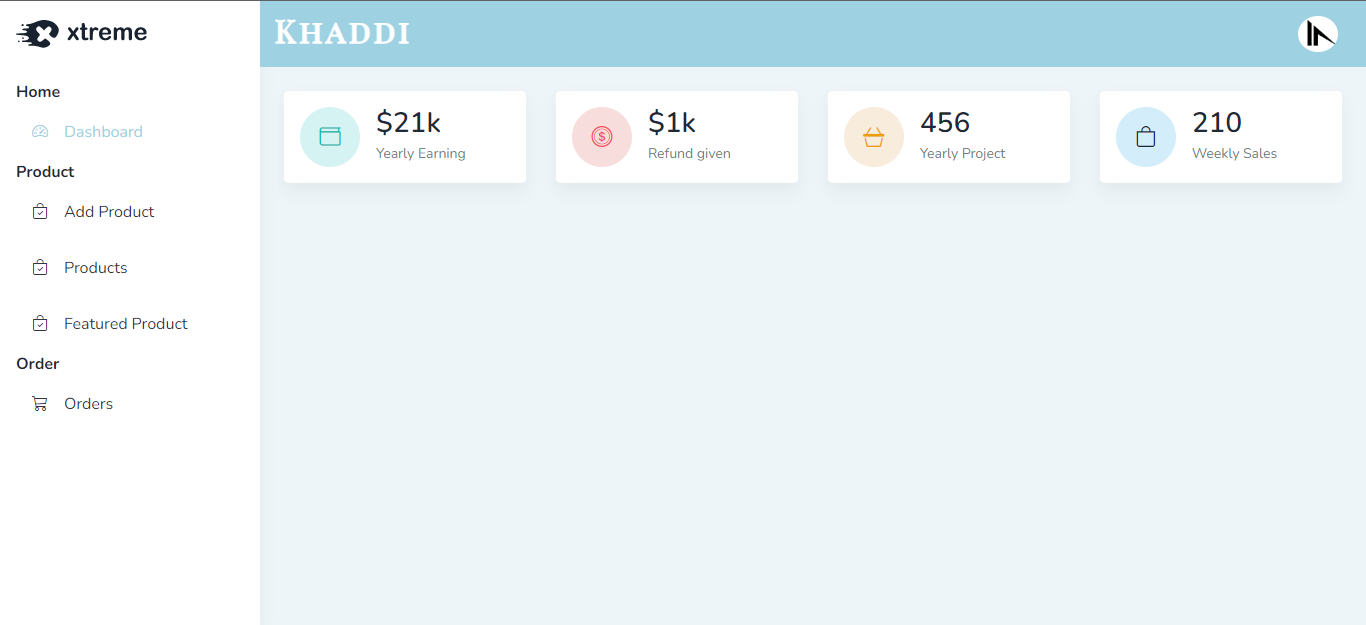 xtreme
Home
Dashboard
Product
Add Product
Products
Featured Product
Order
Orders
KHADDI
$21k
Yearly Earning
$1k
Refund given
456
Yearly Project
210
Weekly Sales